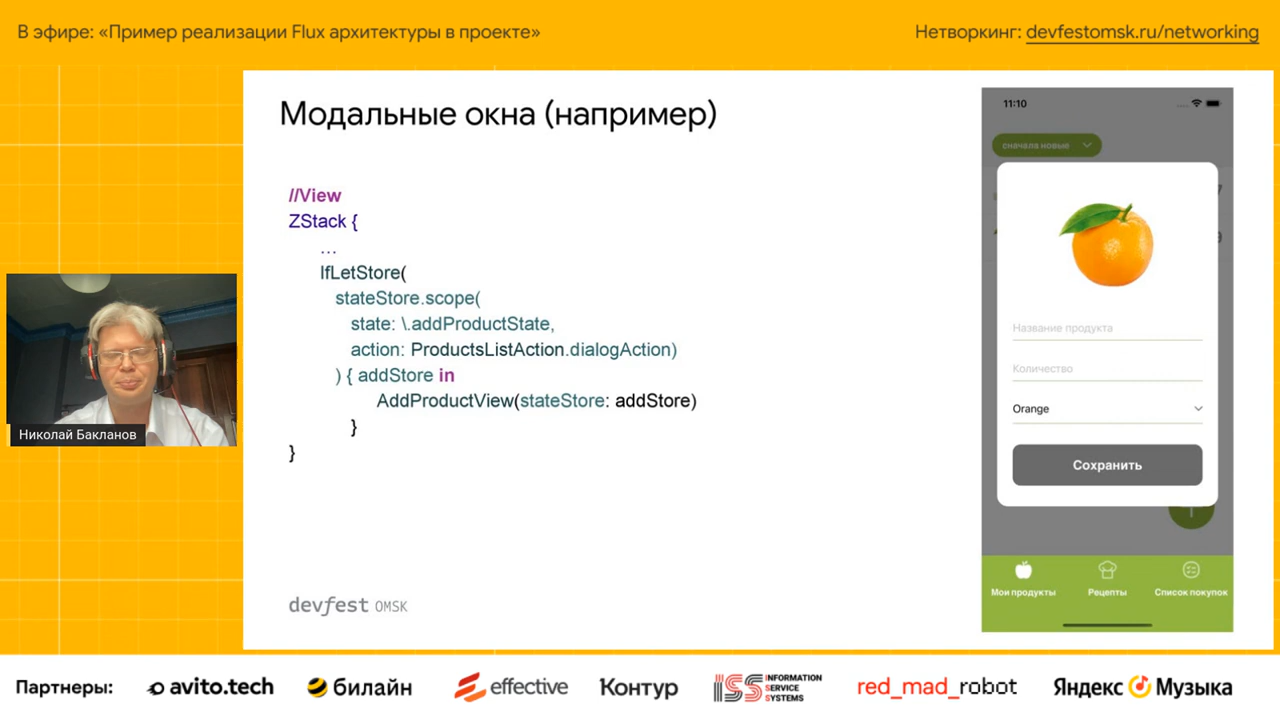 В эфире: «Пример реализации Flux архитектуры в проекте»
Нетворкинг: devfestomsk.ru/networking
Модальные окна (например)
//View
ZStack {
...
IfLetStore(
stateStore.scope(
state: \.addProductState,
action: ProductsListAction.dialogAction)
) { addStore in
AddProductView(stateStore: addStore)
}
}
devfest OMSK
Николай Бакланов
11:10
сначала новые
7
9
Название продукта
Количество
Orange
Сохранить
Мои продукты
Рецепты
Список покупок
Партнеры:
avito.tech
билайн
effective
Контур
ISS INFORMATION SERVICE SYSTEMS
red_mad_robot
Яндекс Музыка